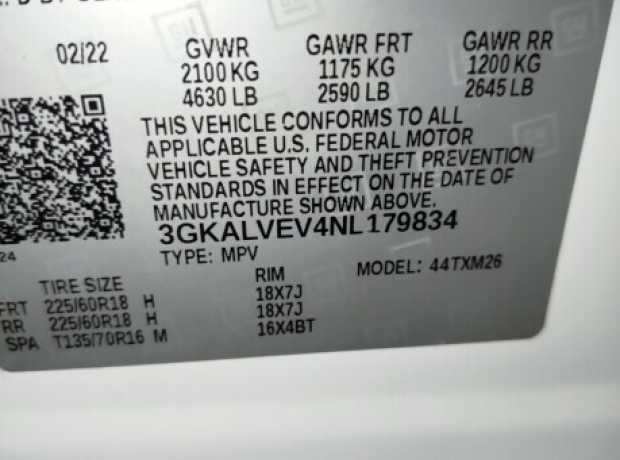 02/22 GVWR GAWR FRT GAWR RR
2100 KG 1175 KG 1200 KG
4630 LB 2590 LB 2645 LB
THIS VEHICLE CONFORMS TO ALL
APPLICABLE U.S. FEDERAL MOTOR
VEHICLE SAFETY AND THEFT PREVENTION
STANDARDS IN EFFECT ON THE DATE OF
MANUFACTURE SHOWN ABOVE.
3GKALVEV4NL179834
24
TYPE: MPV MODEL: 44TXM26
TIRE SIZE RIM
FRT 225/60R18 H 18X7J
RR 225/60R18 H 18X7J
SPA T135/70R16 M 16X4BT